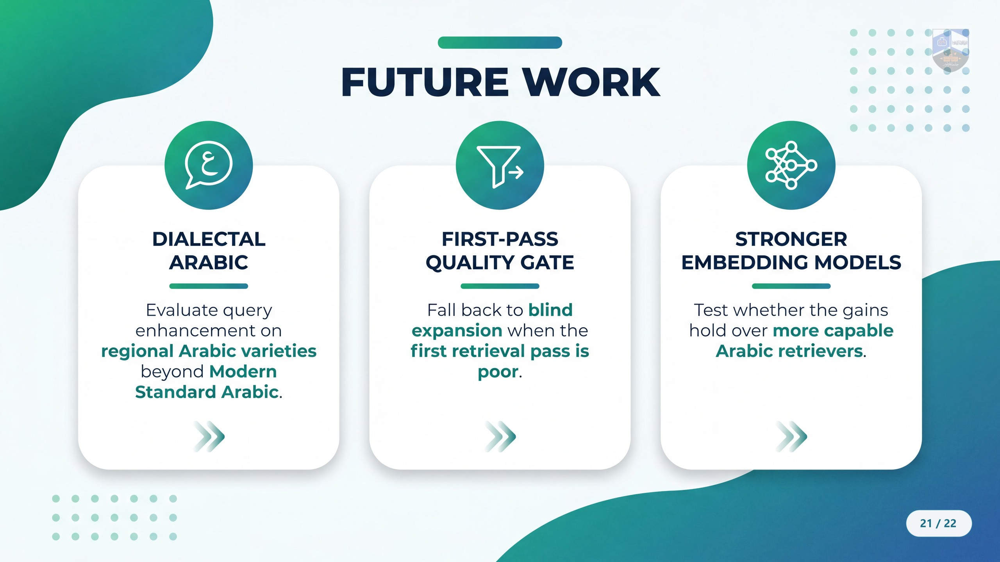 FUTURE WORK
ع
DIALECTAL
ARABIC
Evaluate query
enhancement on
regional Arabic varieties
beyond Modern
Standard Arabic.
FIRST-PASS
QUALITY GATE
Fall back to blind
expansion when the
first retrieval pass is
poor.
STRONGER
EMBEDDING MODELS
Test whether the gains
hold over more capable
Arabic retrievers.
21 / 22